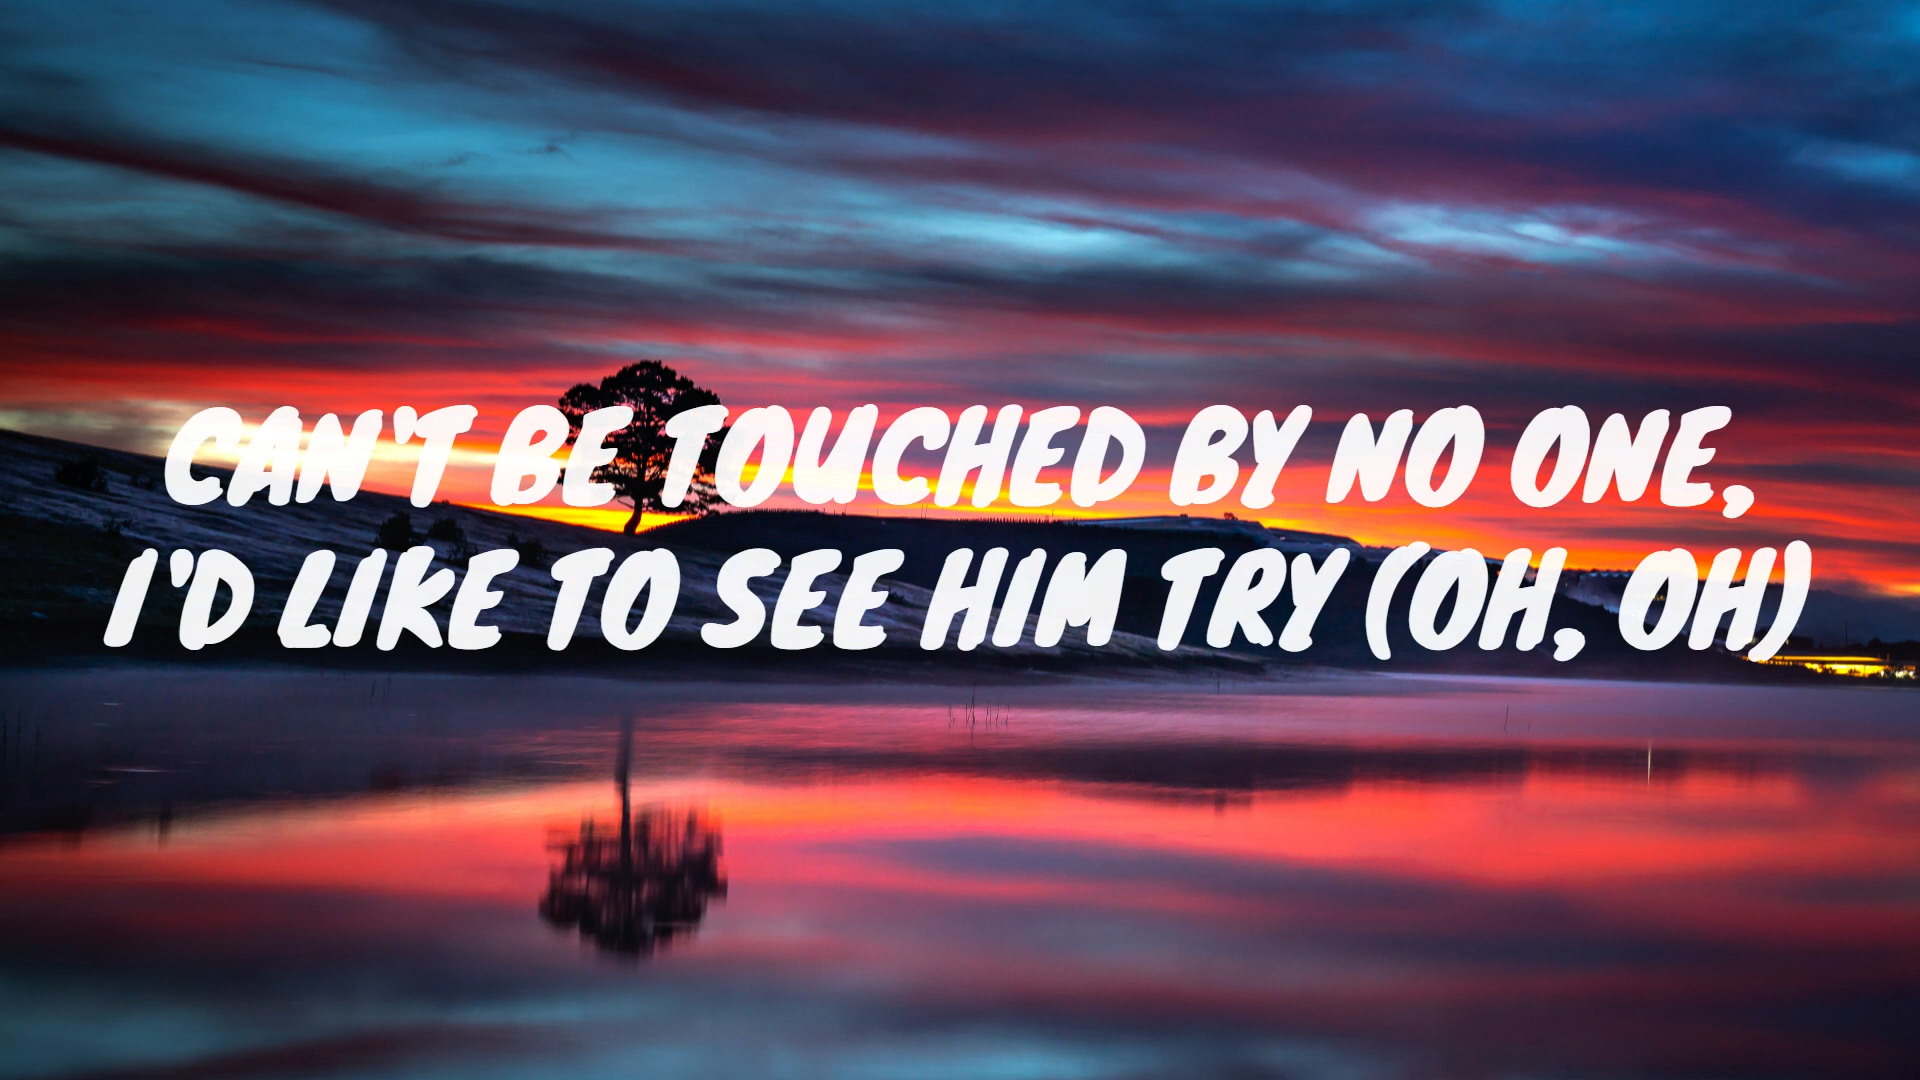 CAN'T BE TOUCHED BY NO ONE,
I'D LIKE TO SEE HIM TRY (OH, OH)